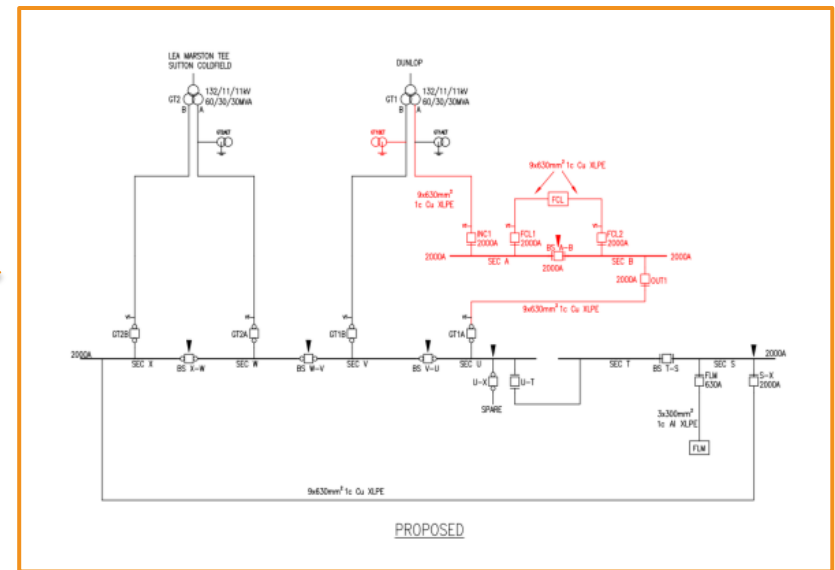 LEA MARSTON TEE
SUTTON COLDFIELD
DUNLOP
GT2
132/11/11kV
60/30/30MVA
B A
GT1
132/11/11kV
60/30/30MVA
B A
9x630mm² 1c Cu XLPE
FCL
9x630mm²
1c Cu XLPE
INC1
2000A
FCL1
2000A
BS A-B
2000A
FCL2
2000A
2000A
SEC A
SEC B
2000A
2000A
OUT1
9x630mm² 1c Cu XLPE
GT2B
GT2A
GT1B
GT1A
2000A
SEC X
BS X-W
SEC W
BS W-V
SEC V
BS V-U
SEC U
SEC T
BS T-S
SEC S
2000A
U-X
U-T
SPARE
FLM
630A
S-X
2000A
3x300mm²
1c Al XLPE
FLM
9x630mm² 1c Cu XLPE
PROPOSED